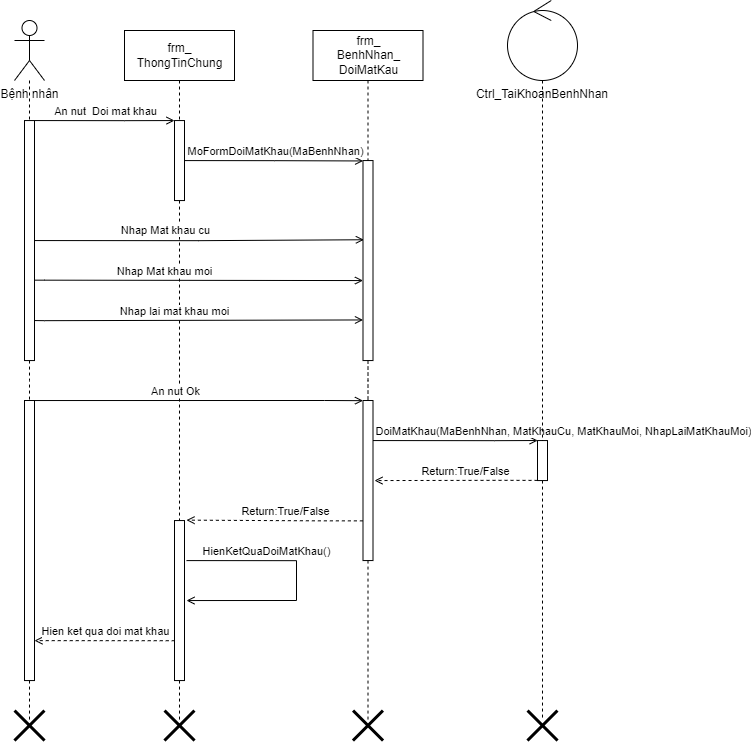 frm_
ThongTinChung
frm_
BenhNhan_
DoiMatKau
Bệnh nhân
Ctrl_TaiKhoanBenhNhan
An nut Doi mat khau
MoFormDoiMatKhau(MaBenhNhan)
Nhap Mat khau cu
Nhap Mat khau moi
Nhap lai mat khau moi
An nut Ok
DoiMatKhau(MaBenhNhan, MatKhauCu, MatKhauMoi, NhapLaiMatKhauMoi)
Return:True/False
Return:True/False
HienKetQuaDoiMatKhau()
Hien ket qua doi mat khau